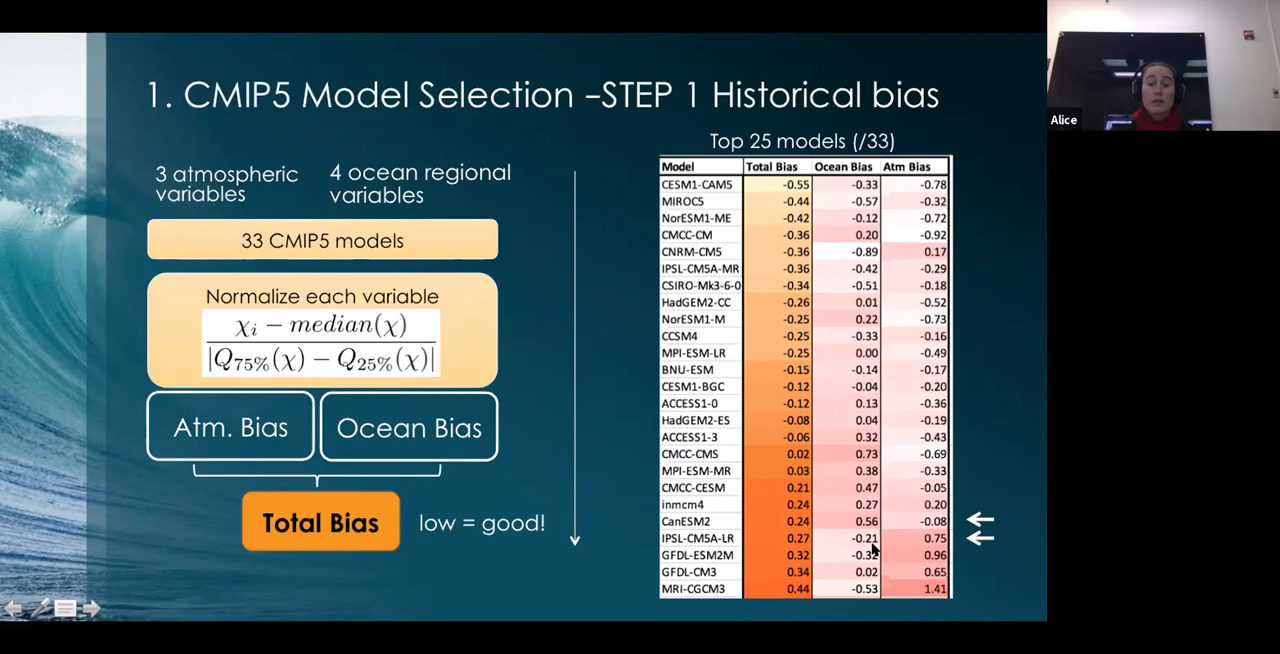 1. CMIP5 Model Selection –STEP 1 Historical bias
3 atmospheric
variables
4 ocean regional
variables
33 CMIP5 models
Normalize each variable
χi − median(χ)
|Q75%(χ) − Q25%(χ)|
Atm. Bias
Ocean Bias
Total Bias
low = good!
Top 25 models (/33)
Model Total Bias Ocean Bias Atm Bias
CESM1-CAM5 -0.55 -0.33 -0.78
MIROC5 -0.44 -0.57 -0.32
NorESM1-ME -0.42 -0.12 -0.72
CMCC-CM -0.36 0.20 -0.92
CNRM-CM5 -0.36 -0.89 0.17
IPSL-CM5A-MR -0.36 -0.42 -0.29
CSIRO-Mk3-6-0 -0.34 -0.51 -0.18
HadGEM2-CC -0.26 0.01 -0.52
NorESM1-M -0.25 0.22 -0.73
CCSM4 -0.25 -0.33 -0.16
MPI-ESM-LR -0.25 0.00 -0.49
BNU-ESM -0.15 -0.14 -0.17
CESM1-BGC -0.12 -0.04 -0.20
ACCESS1-0 -0.12 0.13 -0.36
HadGEM2-ES -0.08 0.04 -0.19
ACCESS1-3 -0.06 0.32 -0.43
CMCC-CMS 0.02 0.73 -0.69
MPI-ESM-MR 0.03 0.38 -0.33
CMCC-CESM 0.21 0.47 -0.05
inmcm4 0.24 0.27 0.20
CanESM2 0.24 0.56 -0.08
IPSL-CM5A-LR 0.27 -0.21 0.75
GFDL-ESM2M 0.32 -0.32 0.96
GFDL-CM3 0.34 0.02 0.65
MRI-CGCM3 0.44 -0.53 1.41
Alice